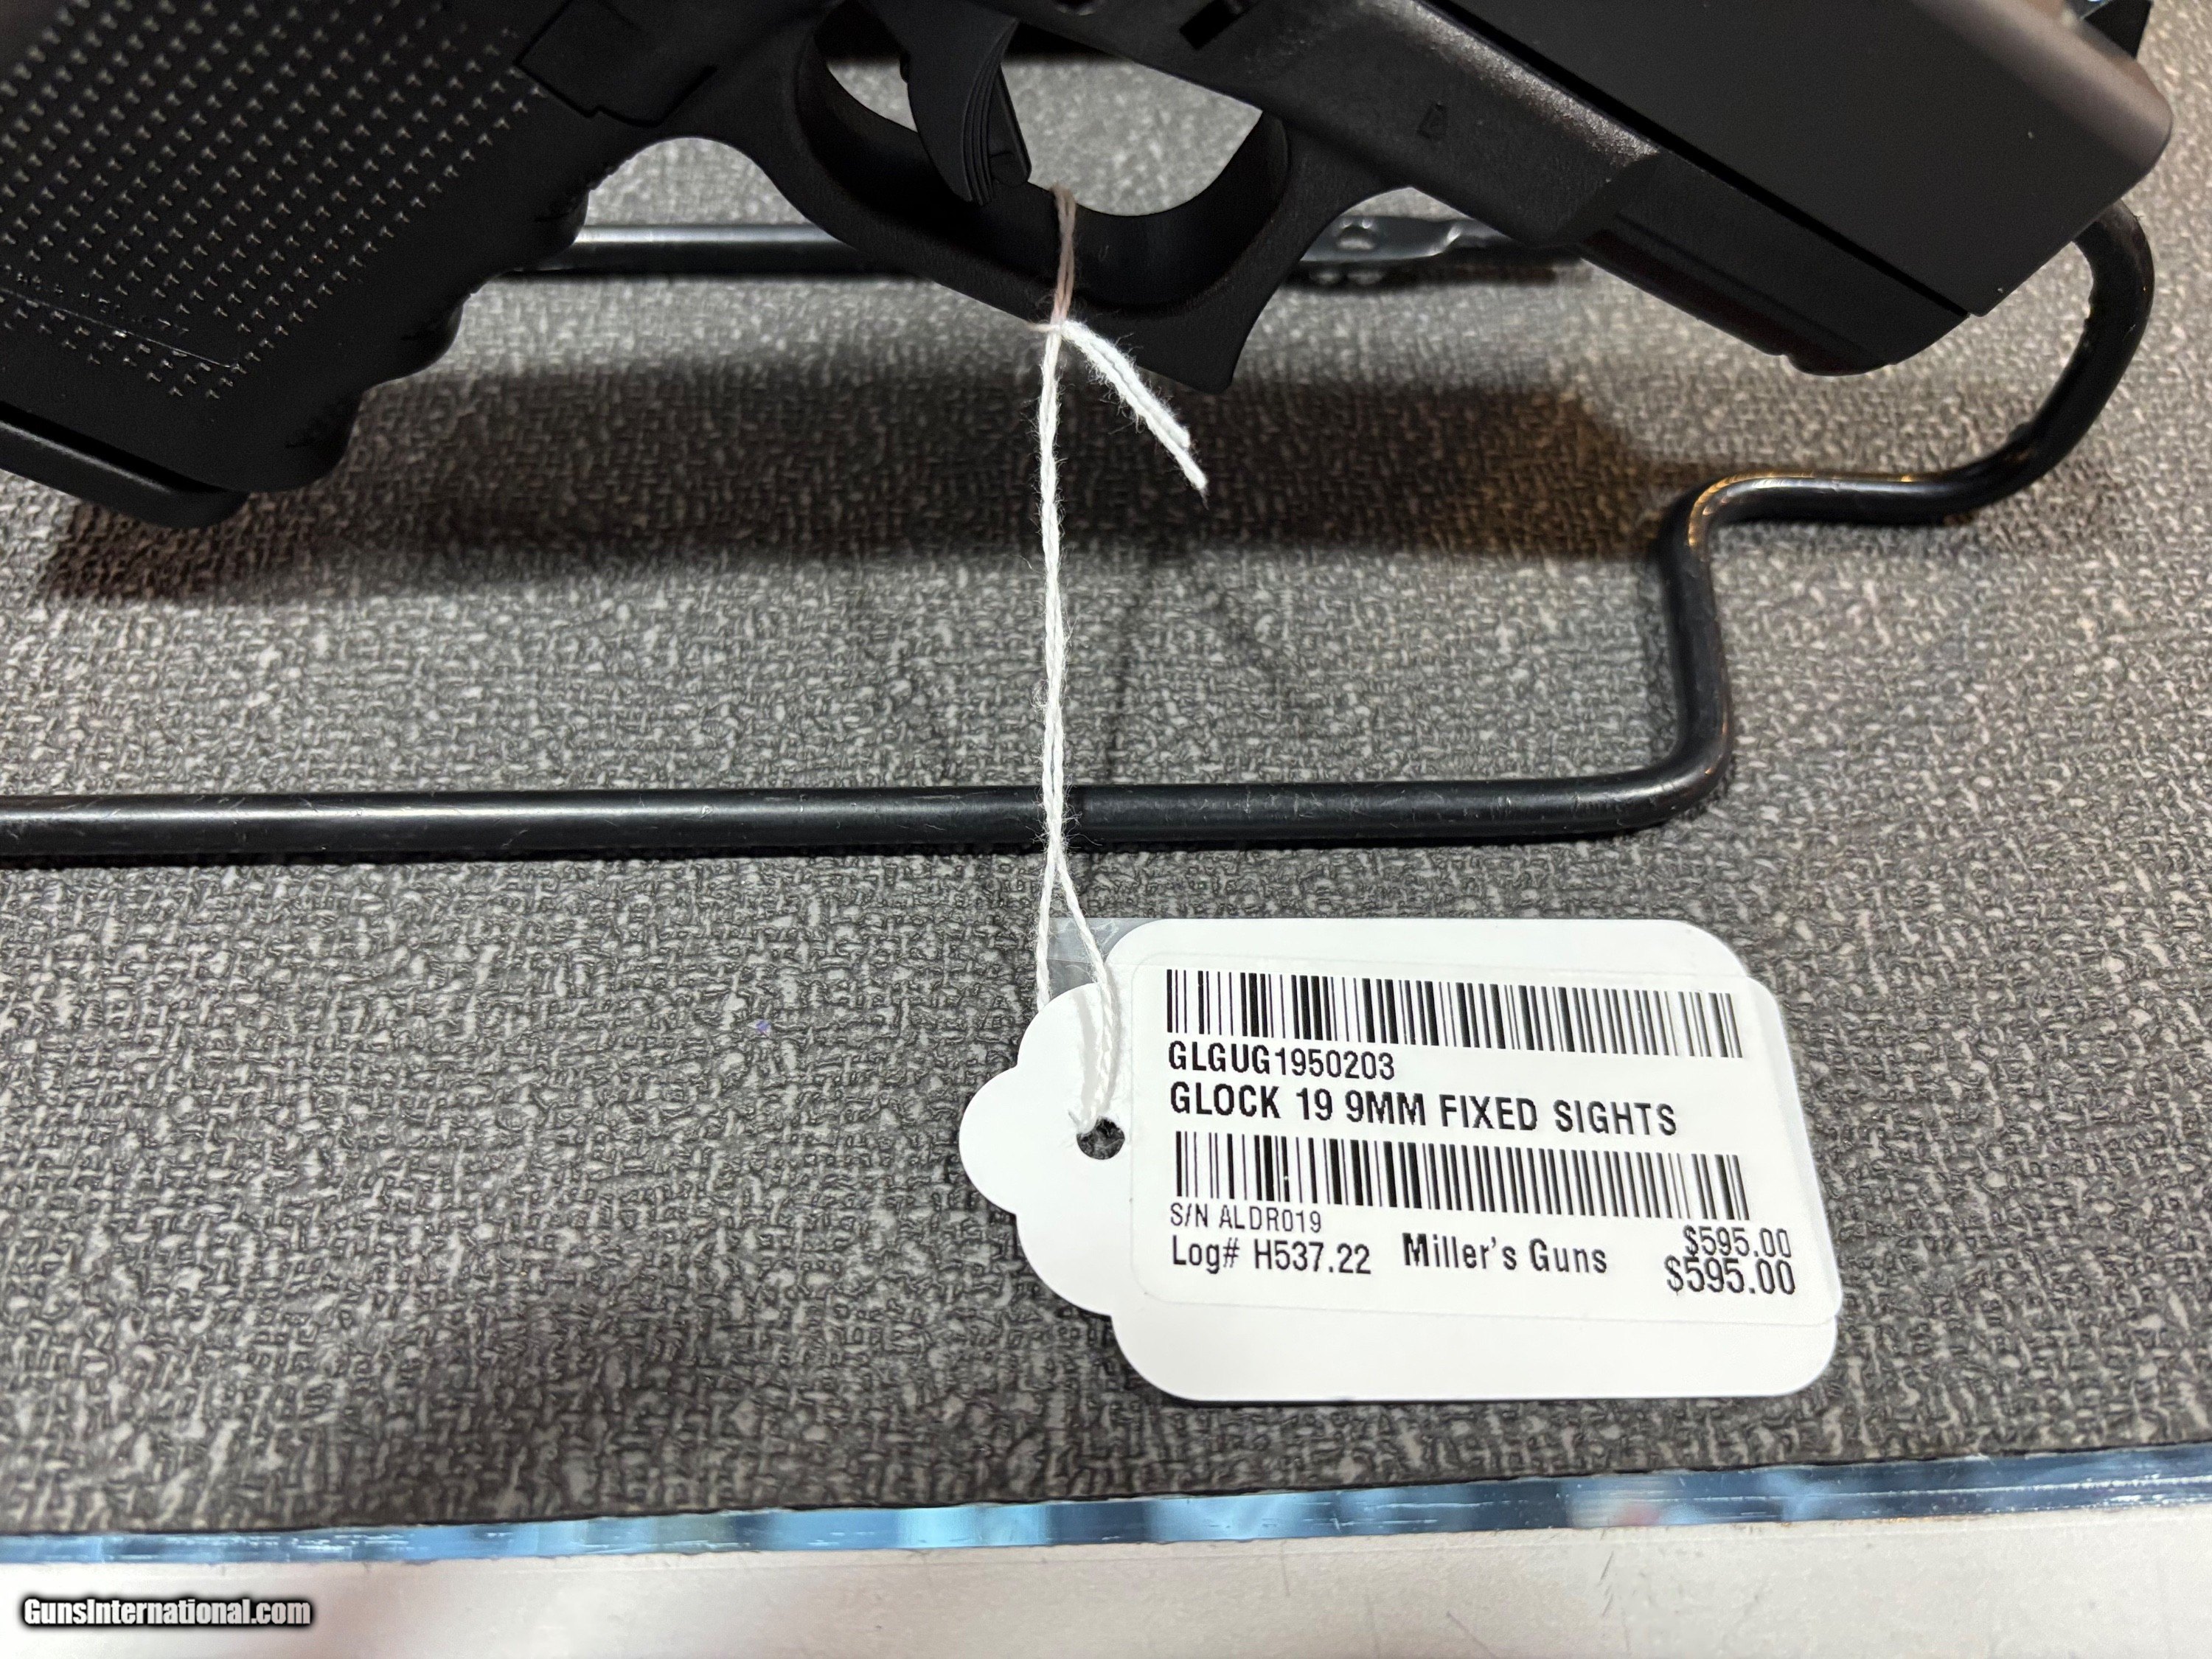 GLGUG1950203
GLOCK 19 9MM FIXED SIGHTS
S/N ALDR019
$595.00
Log# H537.22 Miller's Guns $595.00
GunsInternational.com